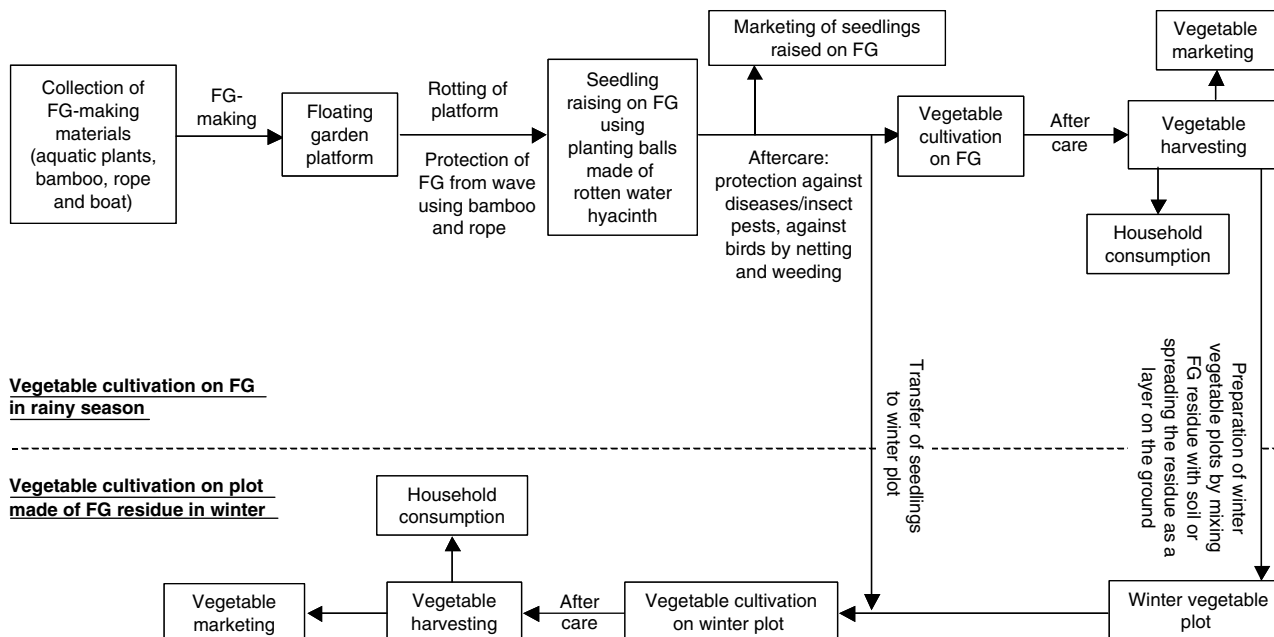 Collection of
FG-making
materials
(aquatic plants,
bamboo, rope
and boat)
FG-
making
Floating
garden
platform
Rotting of
platform
Protection of
FG from wave
using bamboo
and rope
Seedling
raising on FG
using
planting balls
made of
rotten water
hyacinth
Marketing of seedlings
raised on FG
Aftercare:
protection against
diseases/insect
pests, against
birds by netting
and weeding
Vegetable
cultivation
on FG
After
care
Vegetable
marketing
Vegetable
harvesting
Household
consumption
Transfer of seedlings
to winter plot
Preparation of winter
vegetable plots by mixing
FG residue with soil or
spreading the residue as a
layer on the ground
Vegetable cultivation on FG
in rainy season
Vegetable cultivation on plot
made of FG residue in winter
Household
consumption
Vegetable
marketing
Vegetable
harvesting
After
care
Vegetable cultivation
on winter plot
Winter vegetable
plot